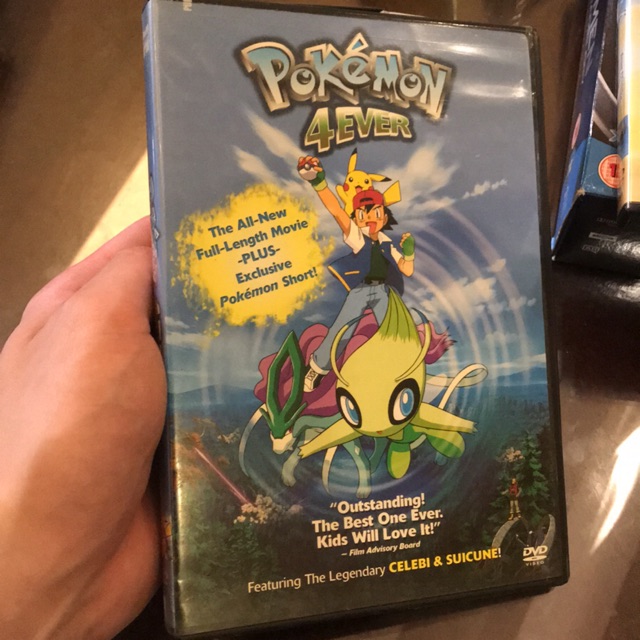 POKéMON
4EVER
The All-New
Full-Length Movie
-PLUS-
Exclusive
Pokémon Short!
"Outstanding!
The Best One Ever.
Kids Will Love It!"
— Film Advisory Board
DVD
VIDEO
Featuring The Legendary CELEBI & SUICUNE!